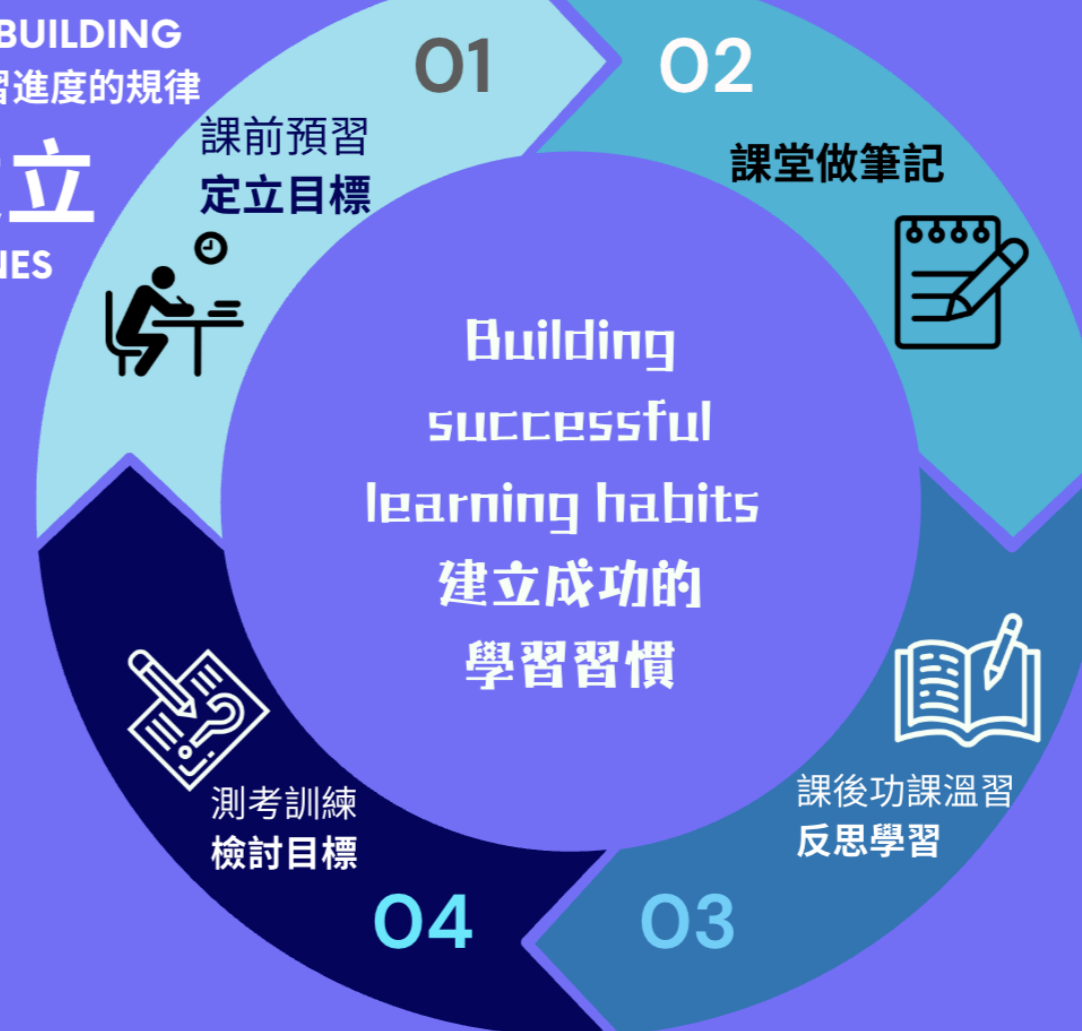 BUILDING
習進度的規律
立
NES
01
課前預習
定立目標
02
課堂做筆記
Building
successful
learning habits
建立成功的
學習習慣
03
課後功課溫習
反思學習
04
測考訓練
檢討目標